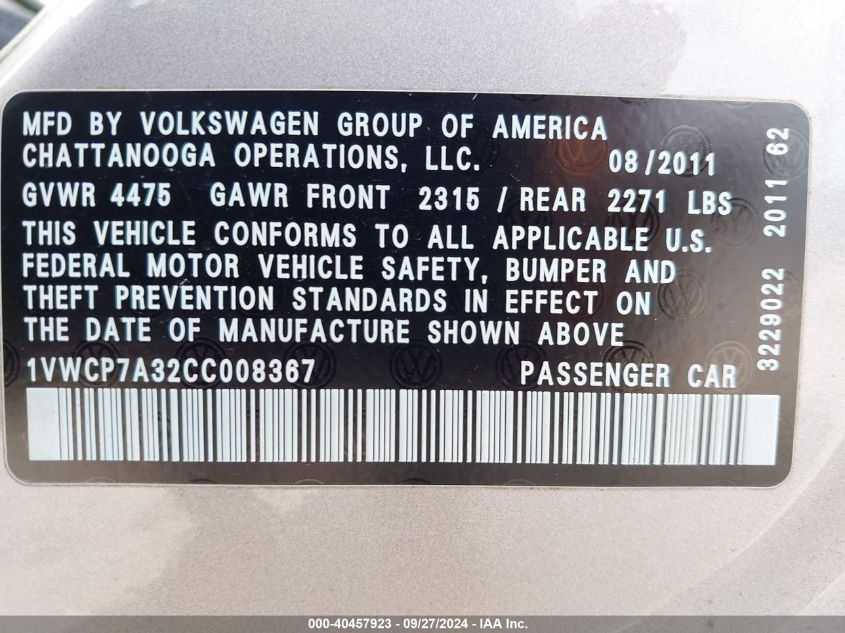 MFD BY VOLKSWAGEN GROUP OF AMERICA
CHATTANOOGA OPERATIONS, LLC. 08/2011
GVWR 4475 GAWR FRONT 2315 / REAR 2271 LBS
THIS VEHICLE CONFORMS TO ALL APPLICABLE U.S.
FEDERAL MOTOR VEHICLE SAFETY, BUMPER AND
THEFT PREVENTION STANDARDS IN EFFECT ON
THE DATE OF MANUFACTURE SHOWN ABOVE
1VWCP7A32CC008367 PASSENGER CAR
3229022 2011 62
000-40457923 - 09/27/2024 - IAA Inc.